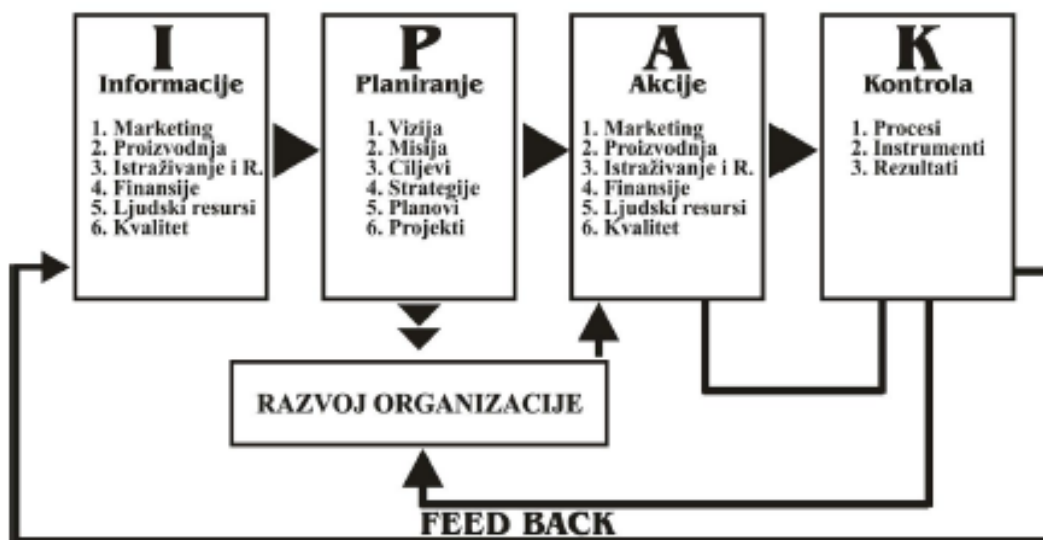 I
Informacije
1. Marketing
2. Proizvodnja
3. Istraživanje i R.
4. Finansije
5. Ljudski resursi
6. Kvalitet
P
Planiranje
1. Vizija
2. Misija
3. Ciljevi
4. Strategije
5. Planovi
6. Projekti
A
Akcije
1. Marketing
2. Proizvodnja
3. Istraživanje i R.
4. Finansije
5. Ljudski resursi
6. Kvalitet
K
Kontrola
1. Procesi
2. Instrumenti
3. Rezultati
RAZVOJ ORGANIZACIJE
FEED BACK